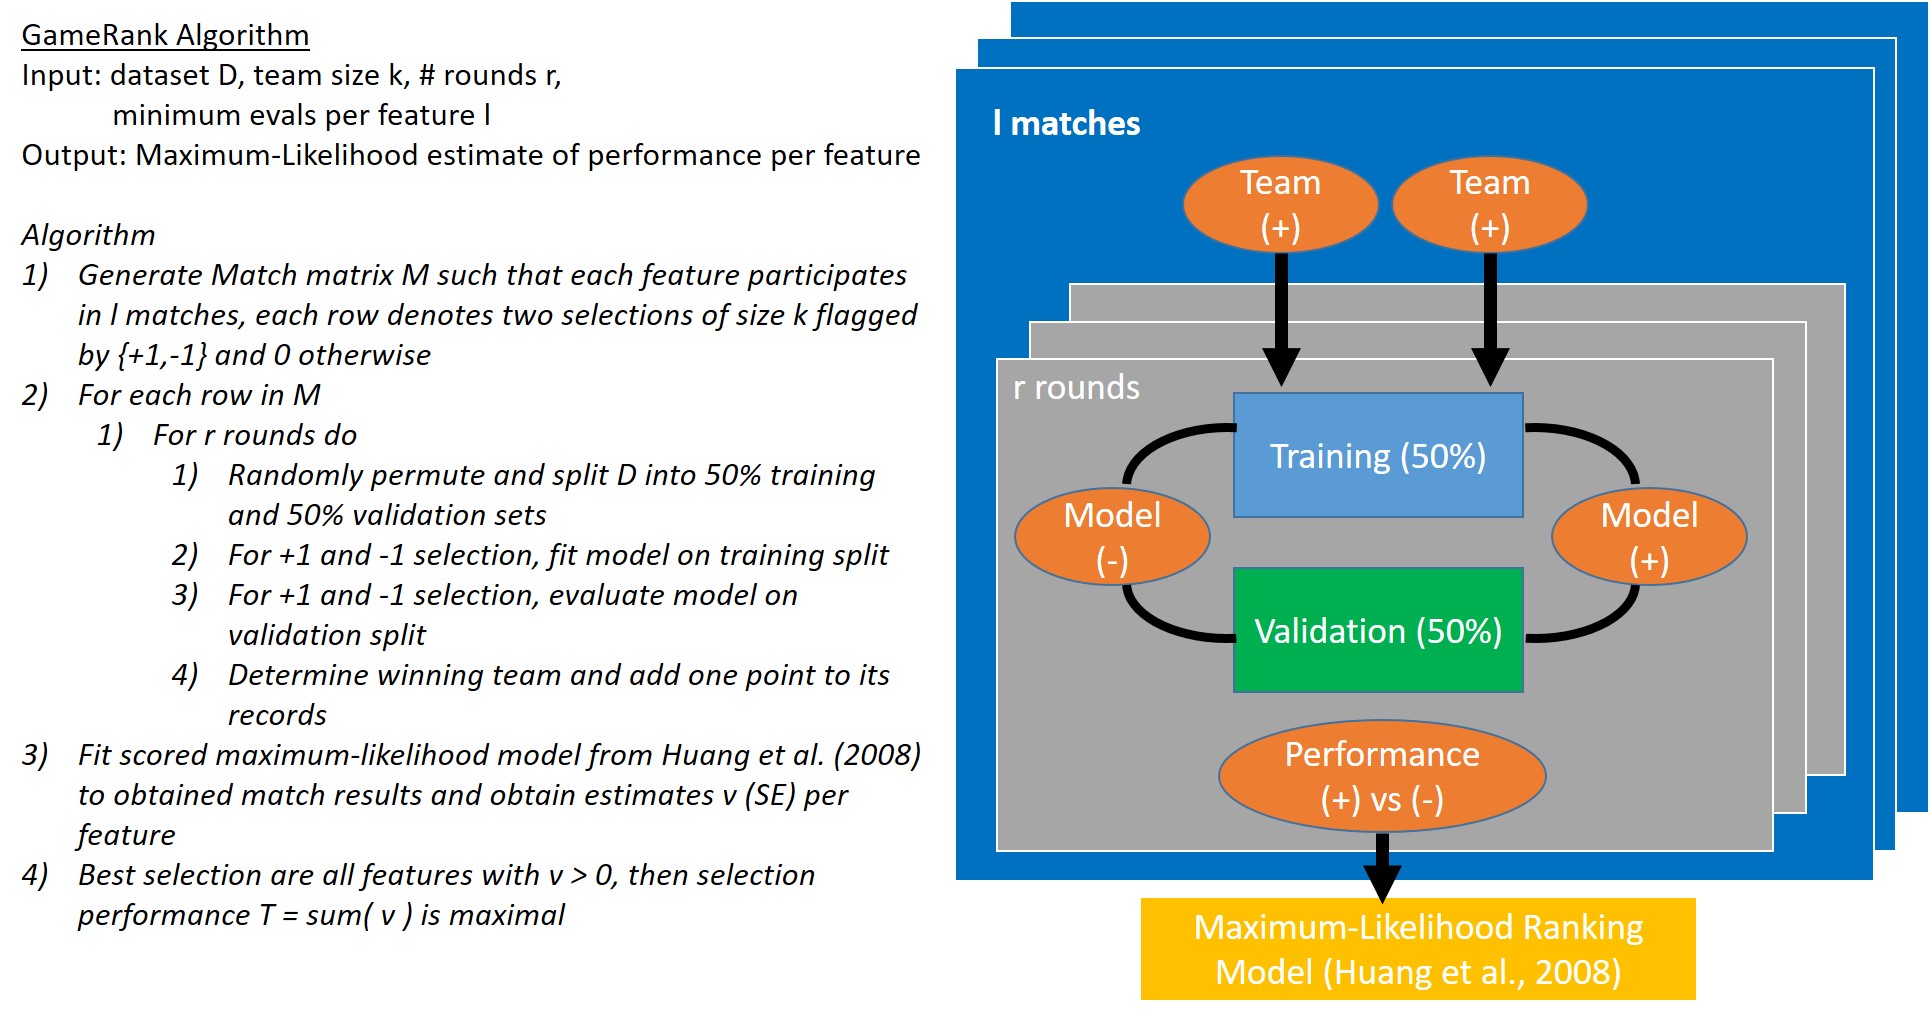 GameRank Algorithm
Input: dataset D, team size k, # rounds r,
minimum evals per feature l
Output: Maximum-Likelihood estimate of performance per feature
Algorithm
1) Generate Match matrix M such that each feature participates
in l matches, each row denotes two selections of size k flagged
by {+1,-1} and 0 otherwise
2) For each row in M
1) For r rounds do
1) Randomly permute and split D into 50% training
and 50% validation sets
2) For +1 and -1 selection, fit model on training split
3) For +1 and -1 selection, evaluate model on
validation split
4) Determine winning team and add one point to its
records
3) Fit scored maximum-likelihood model from Huang et al. (2008)
to obtained match results and obtain estimates v (SE) per
feature
4) Best selection are all features with v > 0, then selection
performance T = sum( v ) is maximal
l matches
Team
(+)
Team
(+)
r rounds
Training (50%)
Model
(-)
Model
(+)
Validation (50%)
Performance
(+) vs (-)
Maximum-Likelihood Ranking
Model (Huang et al., 2008)